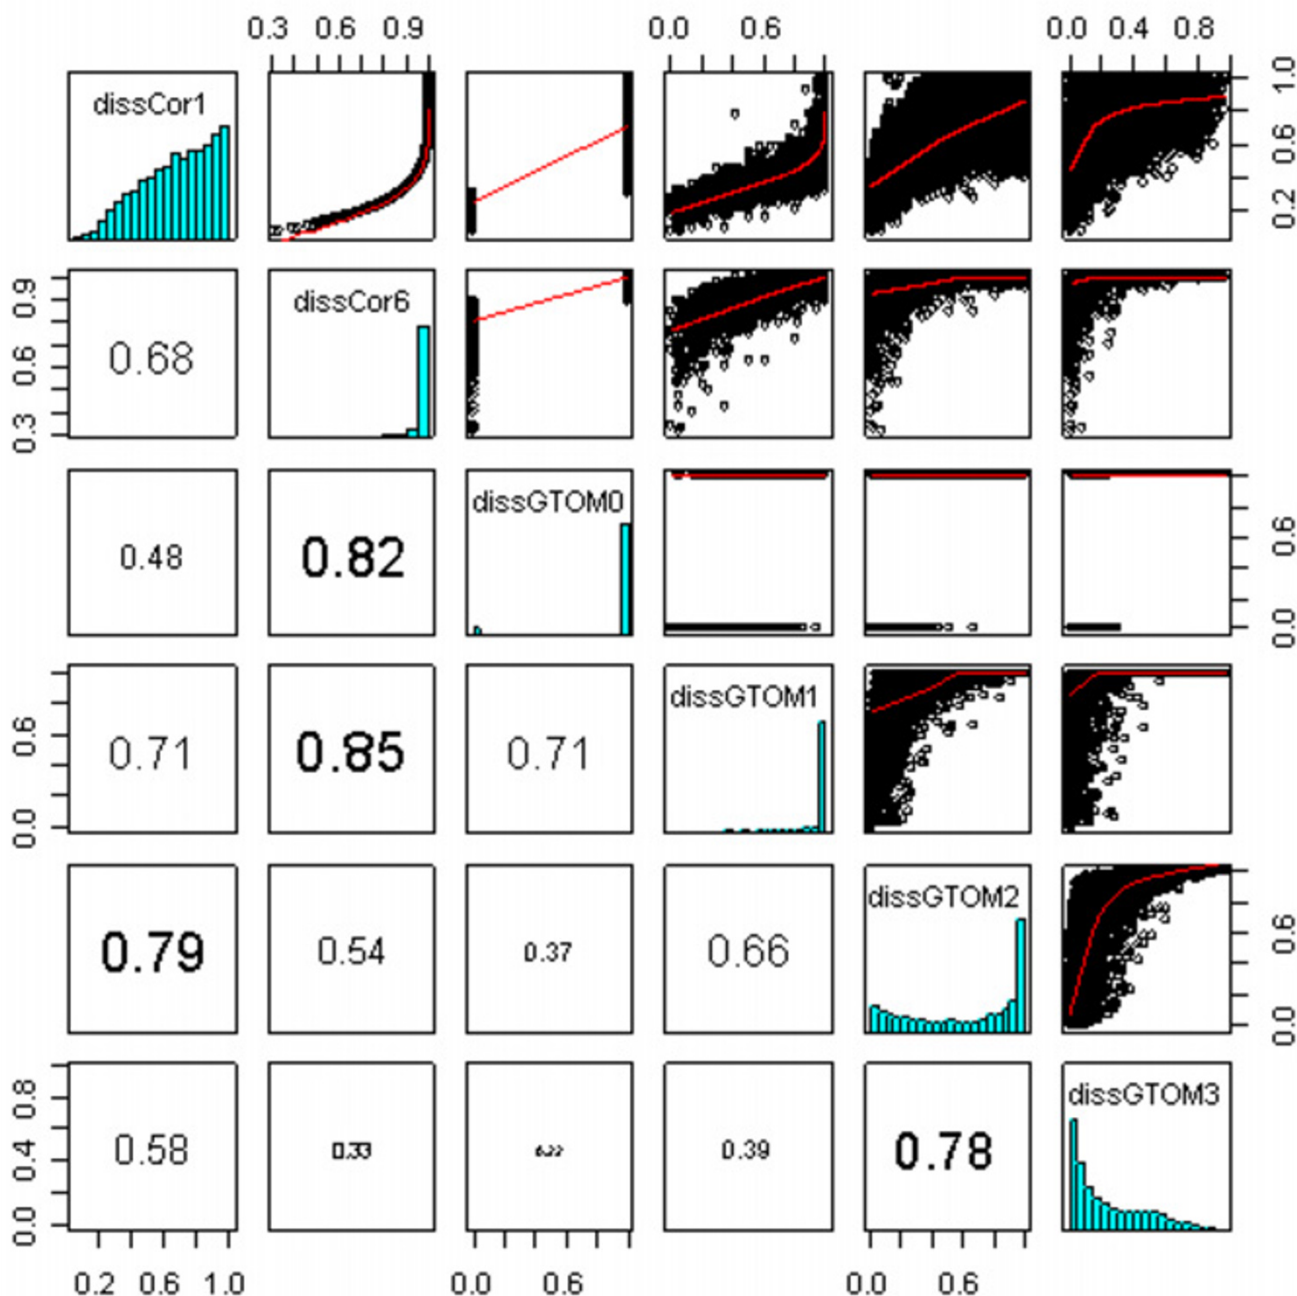 0.3 0.6 0.9 0.0 0.6 0.0 0.4 0.8
dissCor1 0.2 0.6 1.0
0.3 0.6 0.9 0.68 dissCor6
0.48 0.82 dissGTOM0 0.0 0.6
0.0 0.6 0.71 0.85 0.71 dissGTOM1
0.79 0.54 0.37 0.66 dissGTOM2 0.0 0.6
0.0 0.4 0.8 0.58 0.33 0.22 0.39 0.78 dissGTOM3
0.2 0.6 1.0 0.0 0.6 0.0 0.6